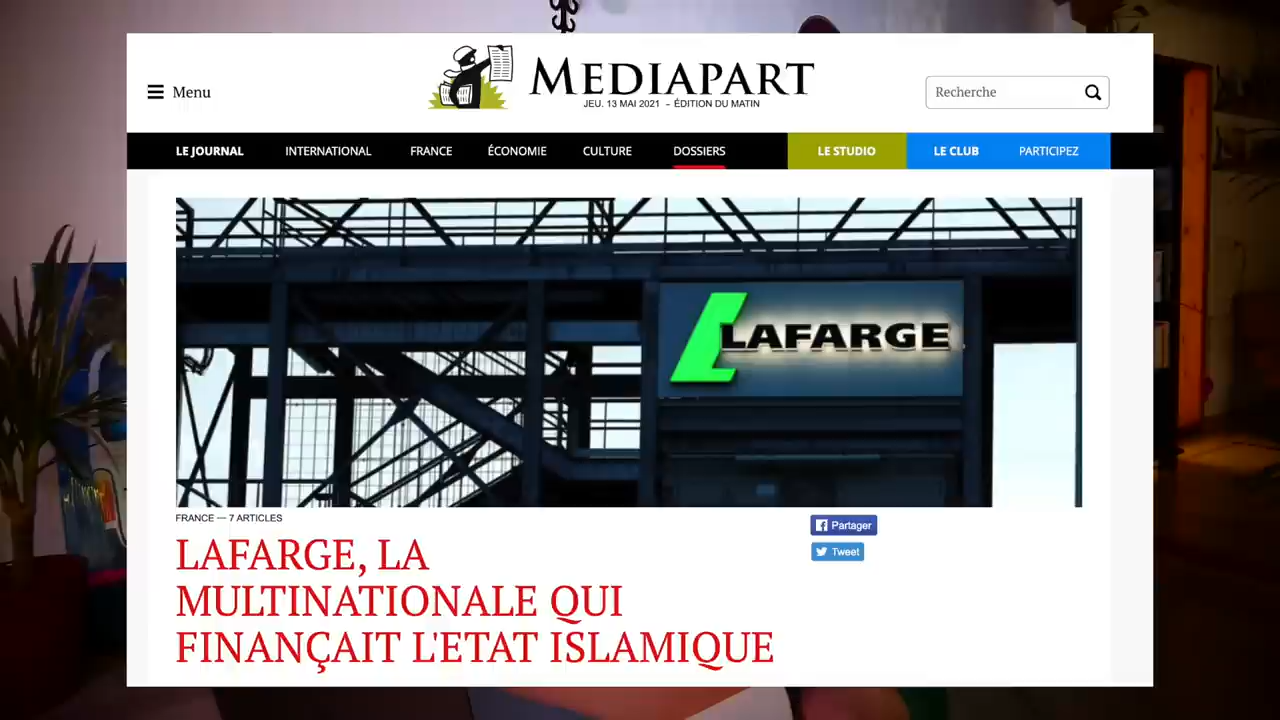 Menu
MEDIAPART
JEU. 13 MAI 2021 – ÉDITION DU MATIN
Recherche
LE JOURNAL INTERNATIONAL FRANCE ÉCONOMIE CULTURE DOSSIERS LE STUDIO LE CLUB PARTICIPEZ
LAFARGE
FRANCE — 7 ARTICLES
Partager
Tweet
LAFARGE, LA
MULTINATIONALE QUI
FINANÇAIT L'ETAT ISLAMIQUE